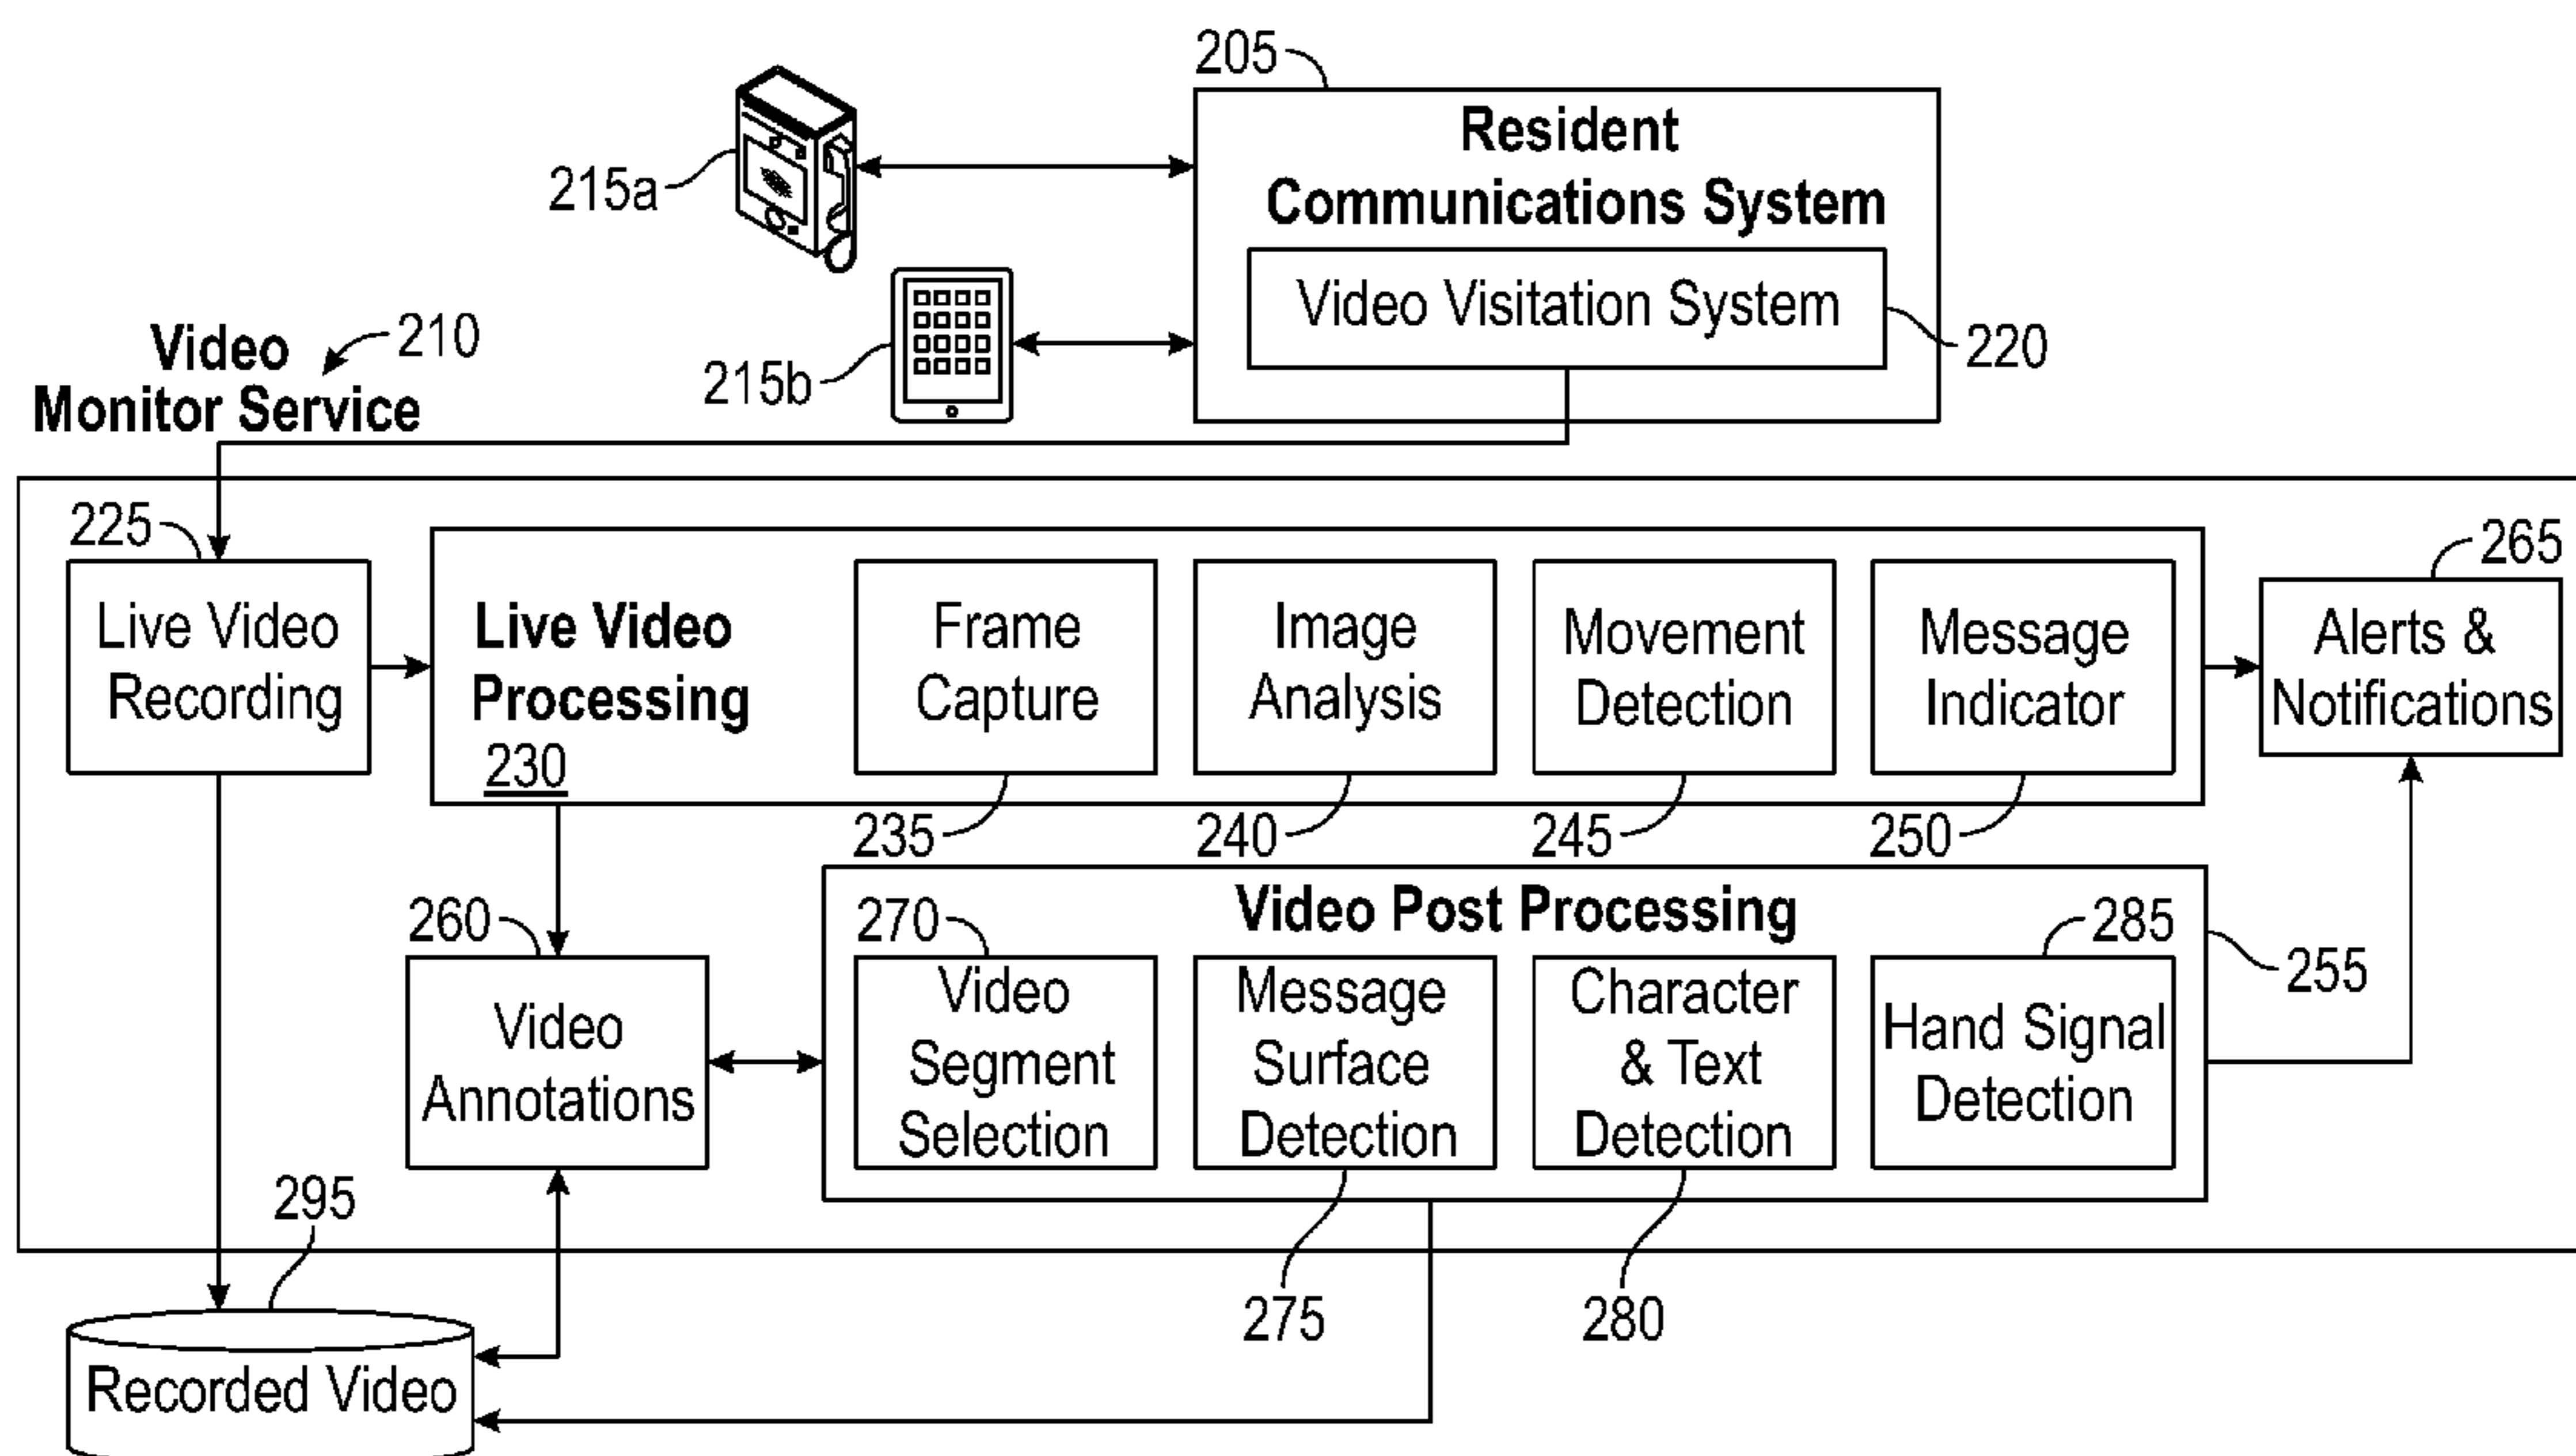 205
Resident
Communications System
215a
Video Visitation System
220
215b
Video
Monitor Service
210
225
265
Live Video
Recording
Live Video
Processing
230
Frame
Capture
Image
Analysis
Movement
Detection
Message
Indicator
Alerts &
Notifications
235
240
245
250
260
Video Post Processing
270
285
255
Video
Annotations
Video
Segment
Selection
Message
Surface
Detection
Character
& Text
Detection
Hand Signal
Detection
295
275
280
Recorded Video